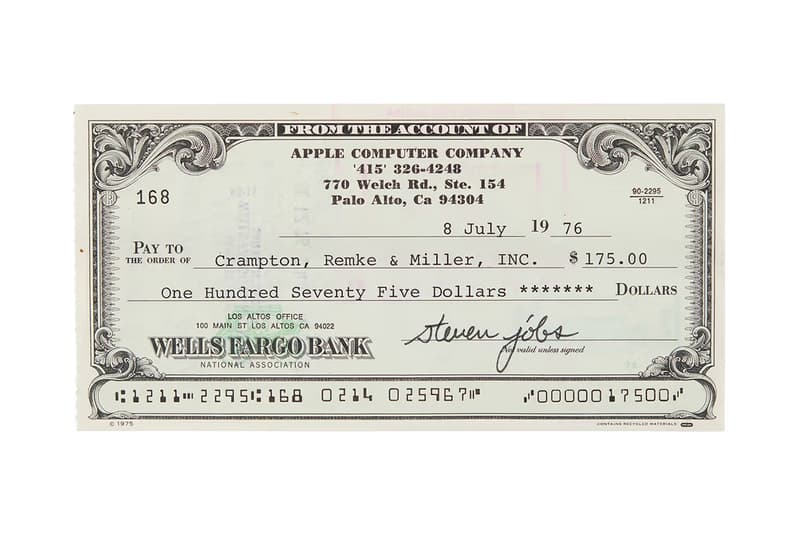 FROM THE ACCOUNT OF
APPLE COMPUTER COMPANY
'415' 326-4248
770 Welch Rd., Ste. 154
Palo Alto, Ca 94304
168
90-2295
1211
8 July 19 76
PAY TO
THE ORDER OF Crampton, Remke & Miller, INC. $ 175.00
One Hundred Seventy Five Dollars ******* DOLLARS
LOS ALTOS OFFICE
100 MAIN ST LOS ALTOS CA 94022
WELLS FARGO BANK
NATIONAL ASSOCIATION
steven jobs
Not valid unless signed
⑆1211⑉2295⑆168 0214 025967⑈ ⑇0000017500⑇
© 1975
CONTAINS RECYCLED MATERIALS